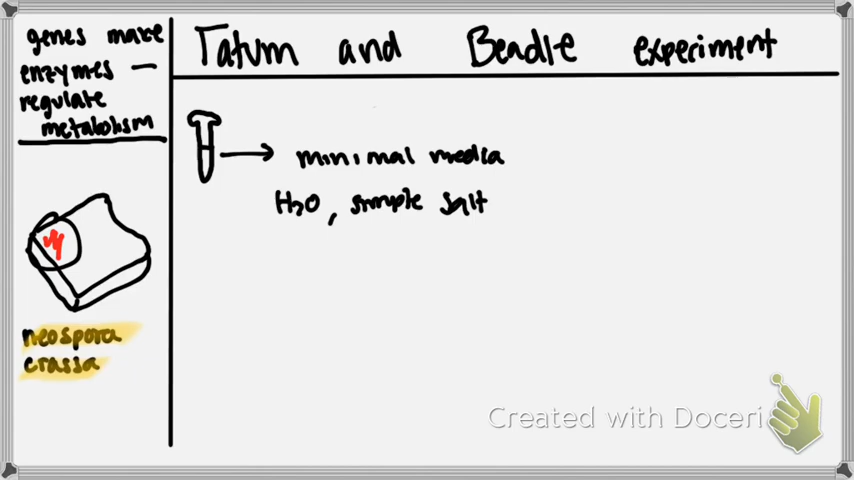 genes make
enzymes —
regulate
metabolism
neospora
crassa
Tatum and Beadle experiment
minimal media
H₂O, simple salt
Created with Doceri